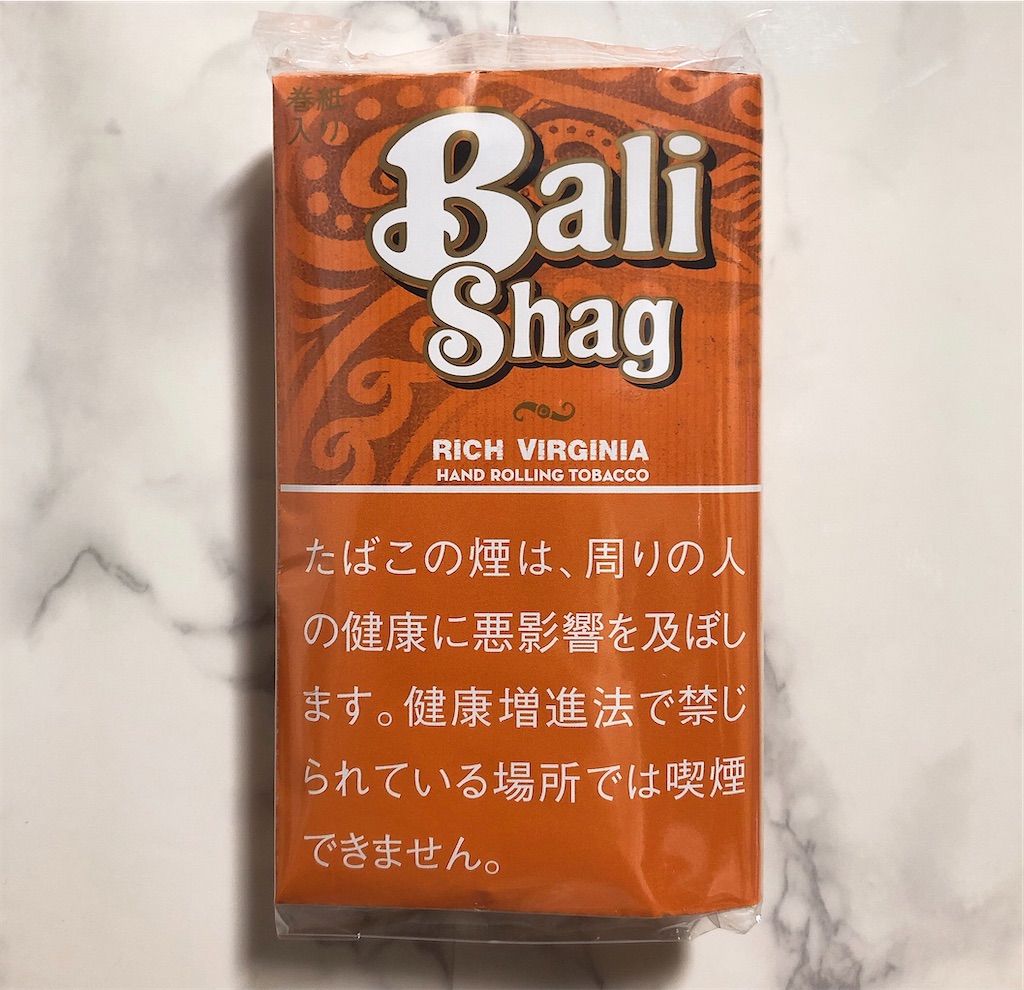 巻紙
入り
Bali
Shag
RiCH ViRGiNiA
HAND ROLLING TOBACCO
たばこの煙は、周りの人
の健康に悪影響を及ぼし
ます。健康増進法で禁じ
られている場所では喫煙
できません。